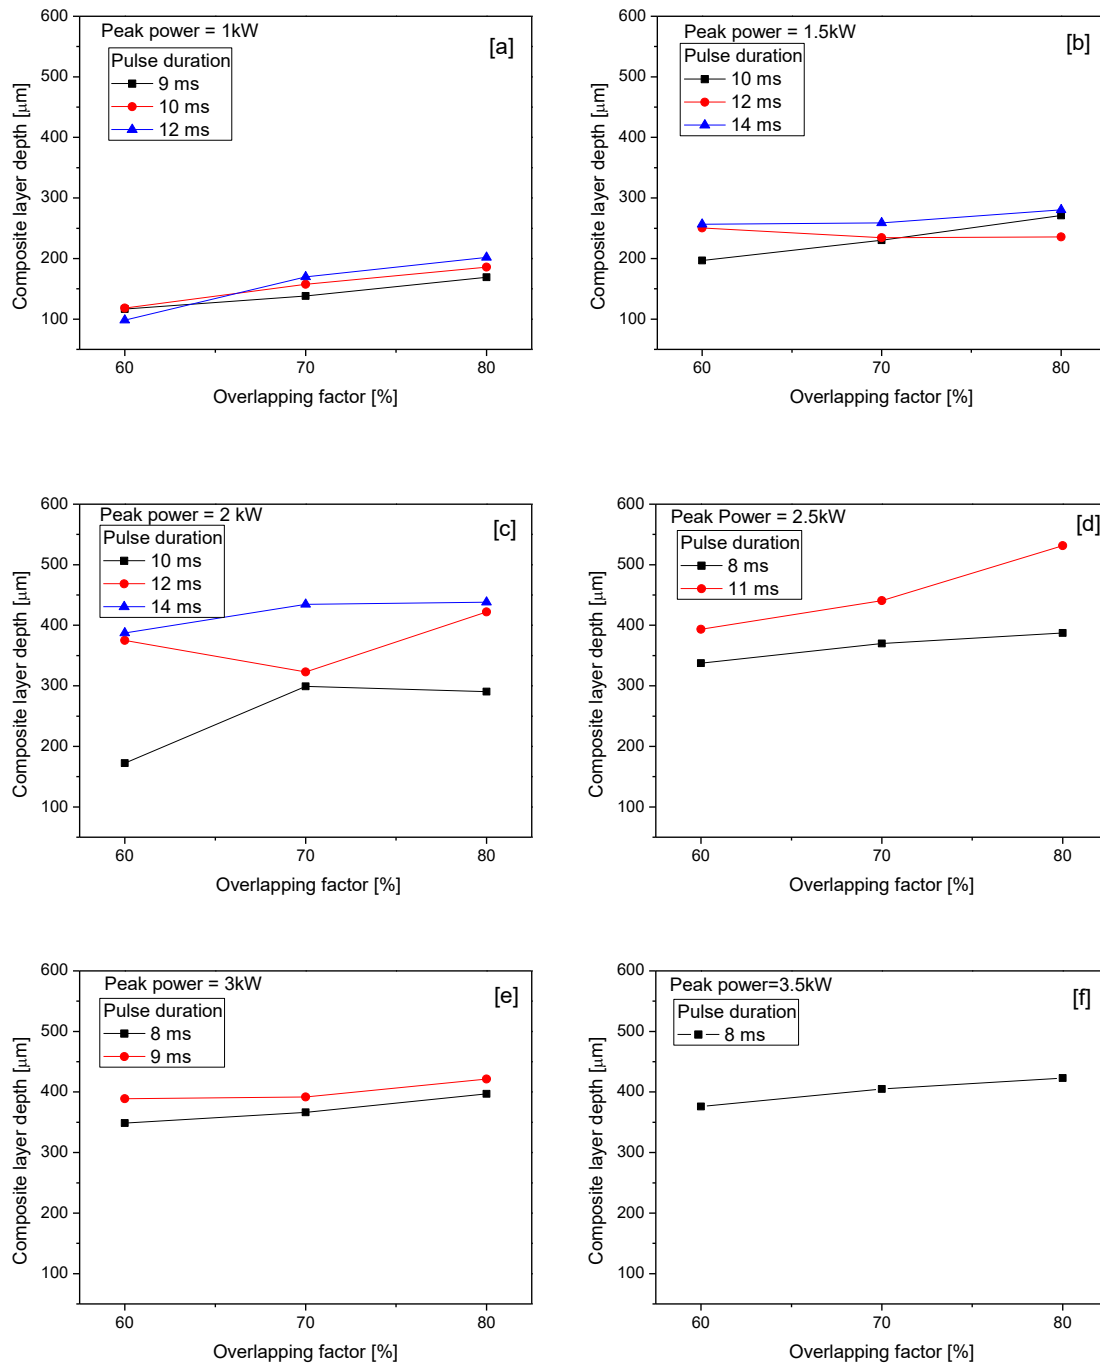 Peak power = 1kW
[a]
Pulse duration
9 ms
10 ms
12 ms
600
500
400
300
200
100
Composite layer depth [μm]
60 70 80
Overlapping factor [%]
Peak power = 1.5kW
[b]
Pulse duration
10 ms
12 ms
14 ms
600
500
400
300
200
100
Composite layer depth [μm]
60 70 80
Overlapping factor [%]
Peak power = 2 kW
[c]
Pulse duration
10 ms
12 ms
14 ms
600
500
400
300
200
100
Composite layer depth [μm]
60 70 80
Overlapping factor [%]
Peak Power = 2.5kW
[d]
Pulse duration
8 ms
11 ms
600
500
400
300
200
100
Composite layer depth [μm]
60 70 80
Overlapping factor [%]
Peak power = 3kW
[e]
Pulse duration
8 ms
9 ms
600
500
400
300
200
100
Composite layer depth [μm]
60 70 80
Overlapping factor [%]
Peak power=3.5kW
[f]
Pulse duration
8 ms
600
500
400
300
200
100
Composite layer depth [μm]
60 70 80
Overlapping factor [%]